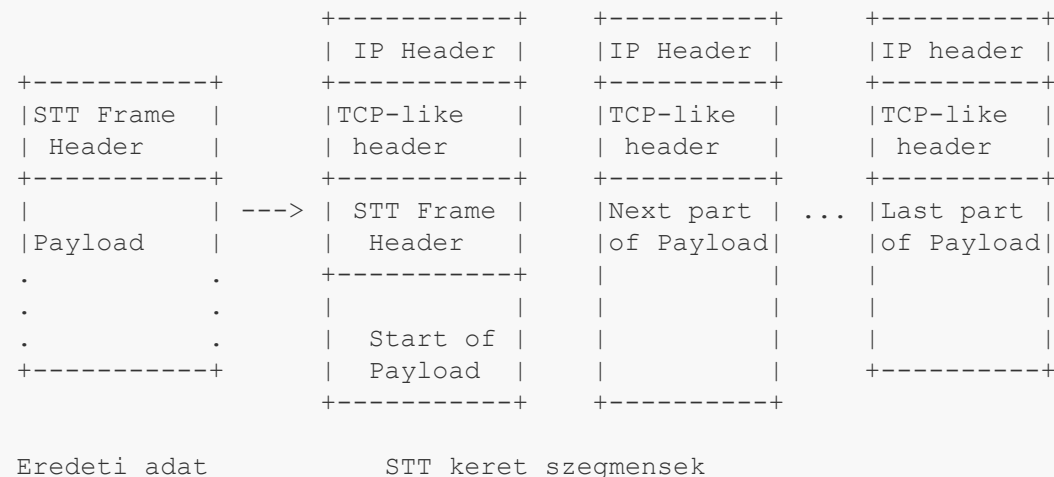 +-----------+    +----------+     +----------+
                 | IP Header |    |IP Header |     |IP header |
+-----------+    +-----------+    +----------+     +----------+
|STT Frame  |    |TCP-like   |    |TCP-like  |     |TCP-like  |
| Header    |    | header    |    | header   |     | header   |
+-----------+    +-----------+    +----------+     +----------+
|           | ---> | STT Frame |    |Next part | ... |Last part |
|Payload    |    |  Header   |    |of Payload|     |of Payload|
.           .    +-----------+    |          |     |          |
.           .    |           |    |          |     |          |
.           .    |  Start of |    |          |     |          |
+-----------+    |  Payload  |    |          |     +----------+
                 +-----------+    +----------+
Eredeti adat           STT keret szegmensek